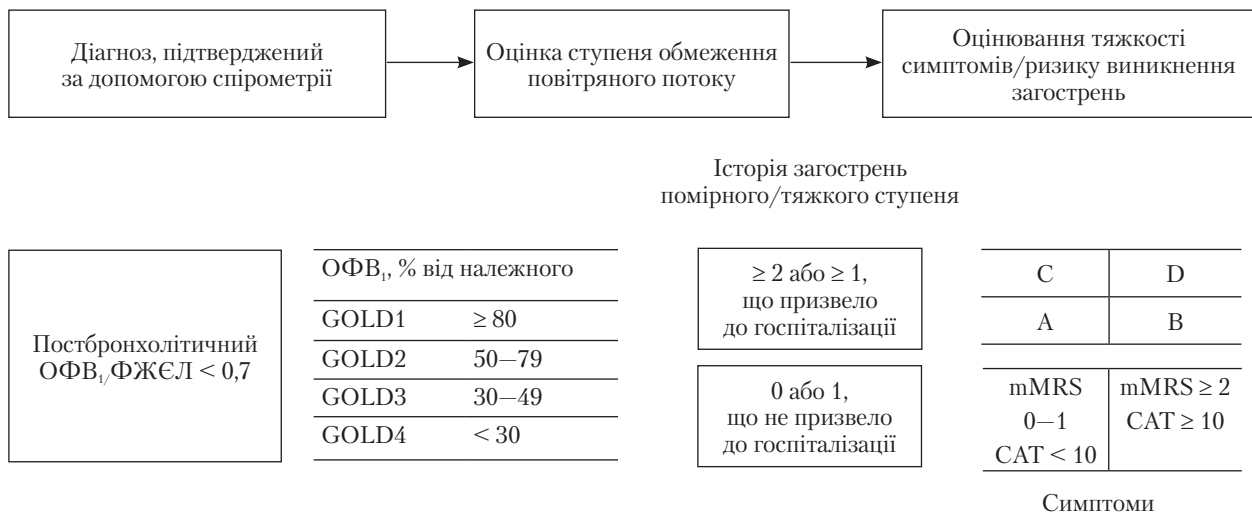 Діагноз, підтверджений
за допомогою спірометрії
Оцінка ступеня обмеження
повітряного потоку
Оцінювання тяжкості
симптомів/ризику виникнення
загострень
Історія загострень
помірного/тяжкого ступеня
Постбронхолітичний
ОФВ₁/ФЖЄЛ < 0,7
ОФВ₁, % від належного
GOLD1 ≥ 80
GOLD2 50–79
GOLD3 30–49
GOLD4 < 30
≥ 2 або ≥ 1,
що призвело
до госпіталізації
0 або 1,
що не призвело
до госпіталізації
C D
A B
mMRS mMRS ≥ 2
0–1 CAT ≥ 10
CAT < 10
Симптоми